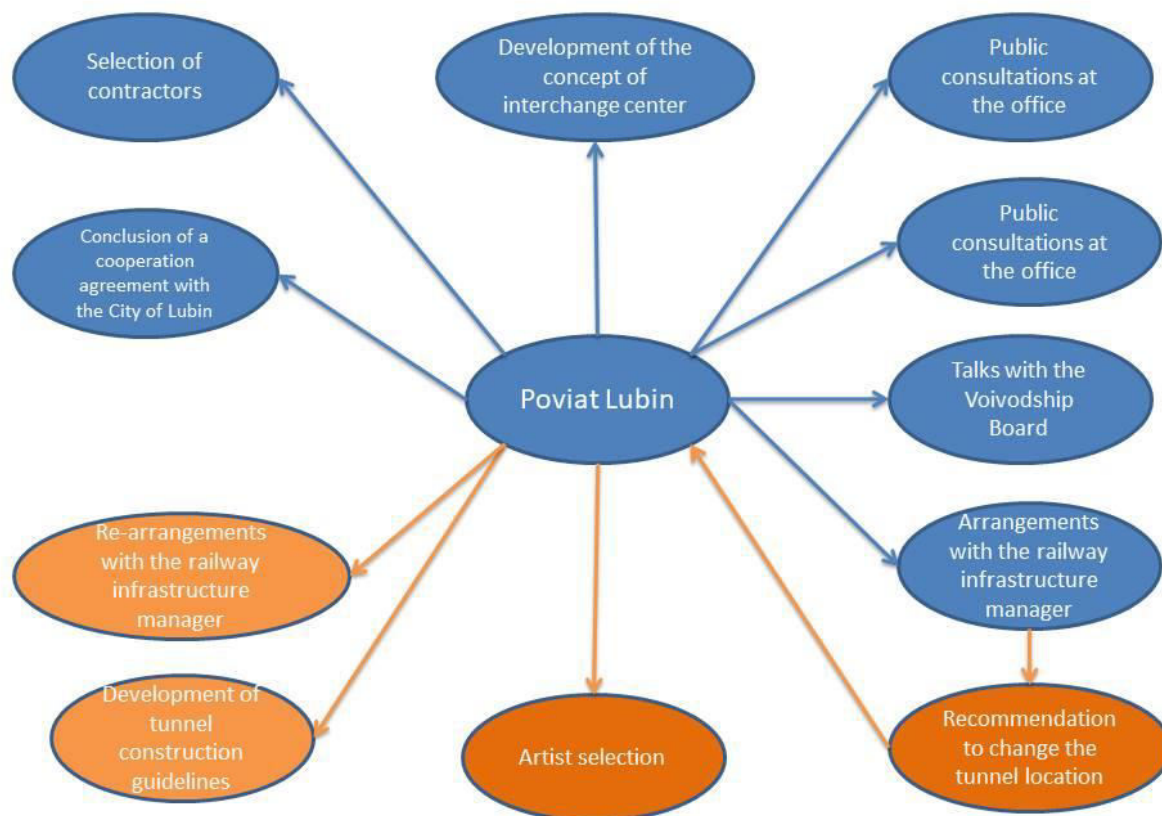 Selection of
contractors
Development of the
concept of
interchange center
Public
consultations at
the office
Conclusion of a
cooperation
agreement with
the City of Lubin
Public
consultations at
the office
Poviat Lubin
Talks with the
Voivodship
Board
Re-arrangements
with the railway
infrastructure
manager
Arrangements
with the railway
infrastructure
manager
Development of
tunnel
construction
guidelines
Artist selection
Recommendation
to change the
tunnel location